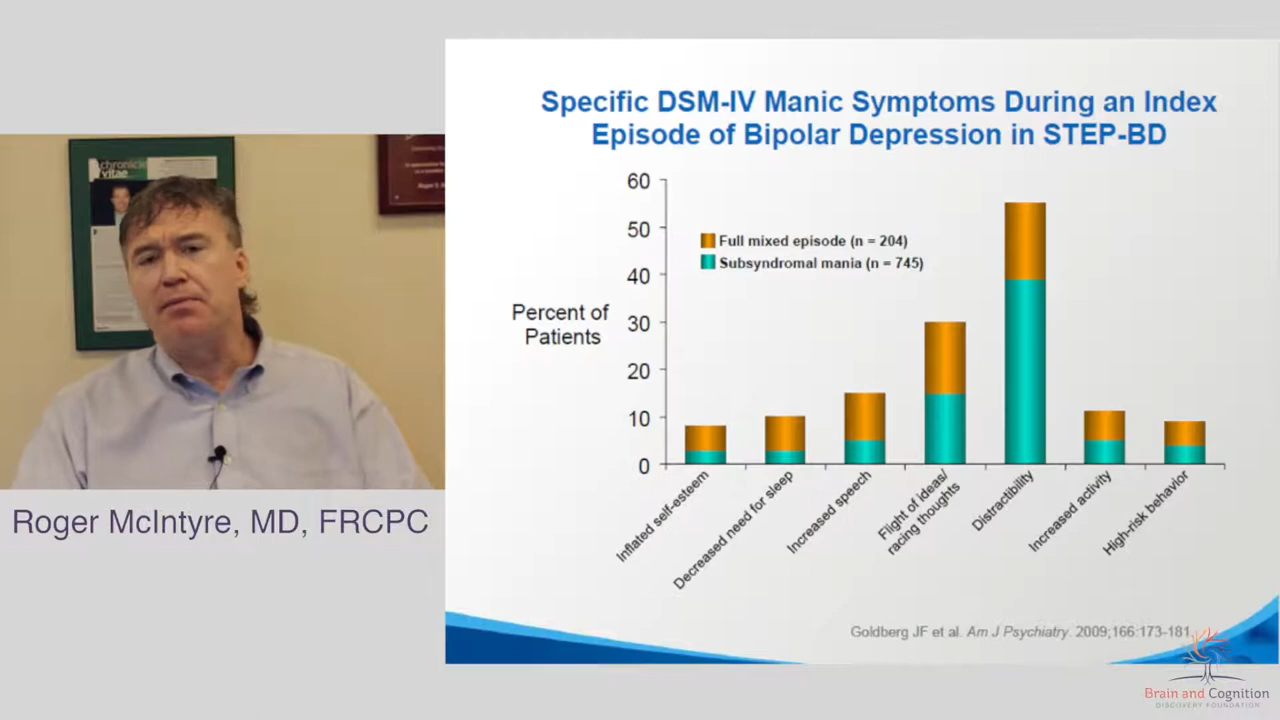 chronicle
vitae
Roger McIntyre, MD, FRCPC
Specific DSM-IV Manic Symptoms During an Index
Episode of Bipolar Depression in STEP-BD
Percent of
Patients
60
50
40
30
20
10
0
Full mixed episode (n = 204)
Subsyndromal mania (n = 745)
Inflated self-esteem
Decreased need for sleep
Increased speech
Flight of ideas/
racing thoughts
Distractibility
Increased activity
High-risk behavior
Goldberg JF et al. Am J Psychiatry. 2009;166:173-181.
Brain and Cognition
DISCOVERY FOUNDATION